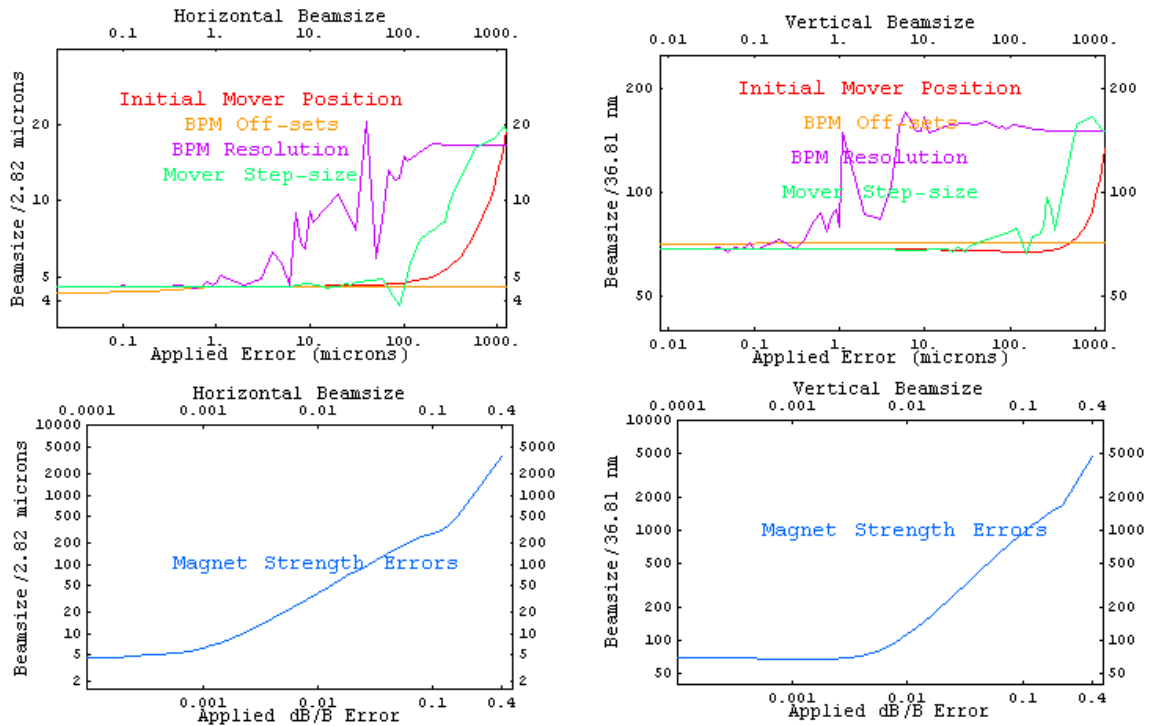 Horizontal Beamsize
0.1 1. 10. 100. 1000.
Beamsize/2.82 microns
20 10 5 4
Initial Mover Position
BPM Off-sets
BPM Resolution
Mover Step-size
20 10 5 4
0.1 1. 10. 100. 1000.
Applied Error (microns)
Vertical Beamsize
0.01 0.1 1. 10. 100. 1000.
Beamsize/36.81 nm
200 100 50
Initial Mover Position
BPM Off-sets
BPM Resolution
Mover Step-size
200 100 50
0.01 0.1 1. 10. 100. 1000.
Applied Error (microns)
Horizontal Beamsize
0.0001 0.001 0.01 0.1 0.4
Beamsize/2.82 microns
10000 5000 2000 1000 500 200 100 50 20 10 5 2
Magnet Strength Errors
5000 2000 1000 500 200 100 50 20 10 5 2
0.001 0.01 0.1 0.4
Applied dB/B Error
Vertical Beamsize
0.0001 0.001 0.01 0.1 0.4
Beamsize/36.81 nm
10000 5000 2000 1000 500 200 100 50
Magnet Strength Errors
5000 2000 1000 500 200 100 50
0.001 0.01 0.1 0.4
Applied dB/B Error